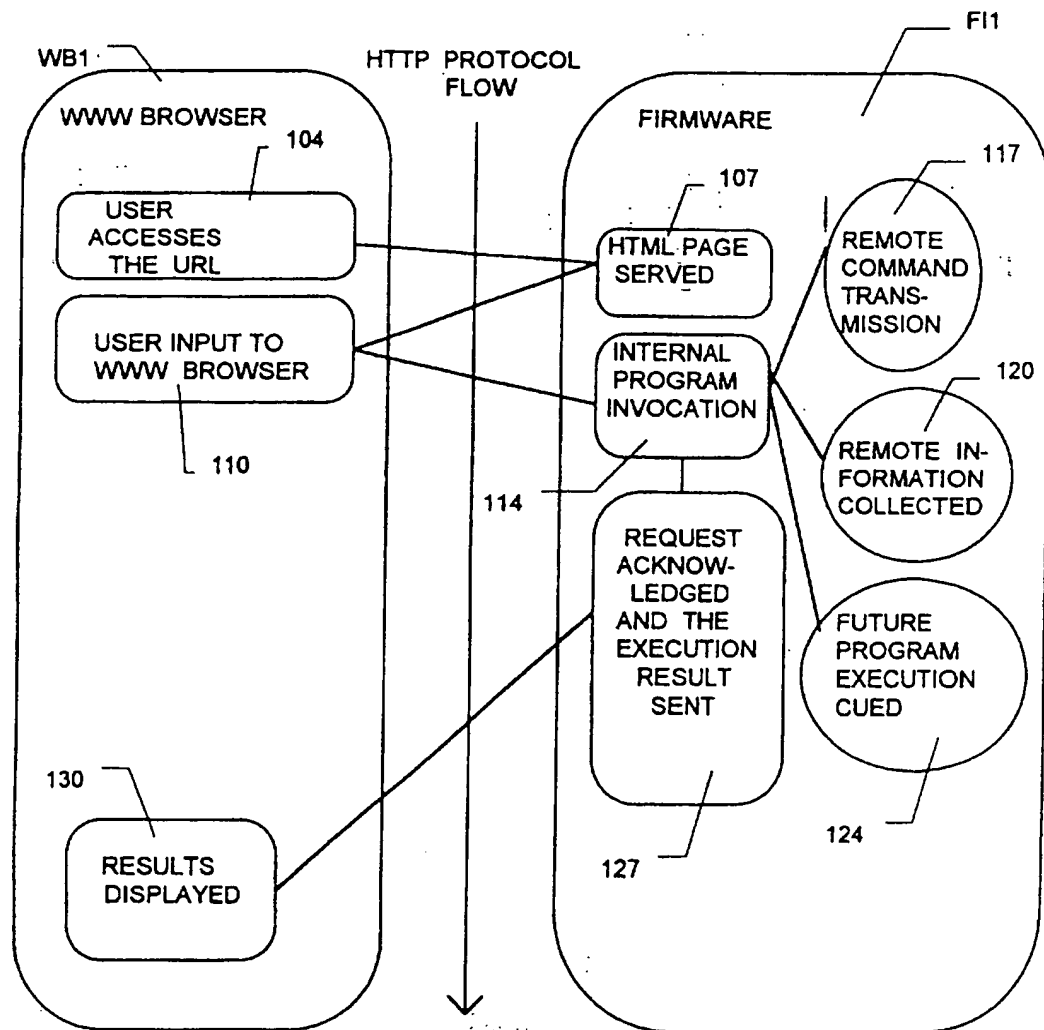 FI1
WB1
HTTP PROTOCOL
FLOW
WWW BROWSER
FIRMWARE
104
117
107
USER
ACCESSES
THE URL
HTML PAGE
SERVED
REMOTE
COMMAND
TRANS-
MISSION
USER INPUT TO
WWW BROWSER
INTERNAL
PROGRAM
INVOCATION
120
110
114
REMOTE IN-
FORMATION
COLLECTED
REQUEST
ACKNOW-
LEDGED
AND THE
EXECUTION
RESULT
SENT
FUTURE
PROGRAM
EXECUTION
CUED
130
124
127
RESULTS
DISPLAYED